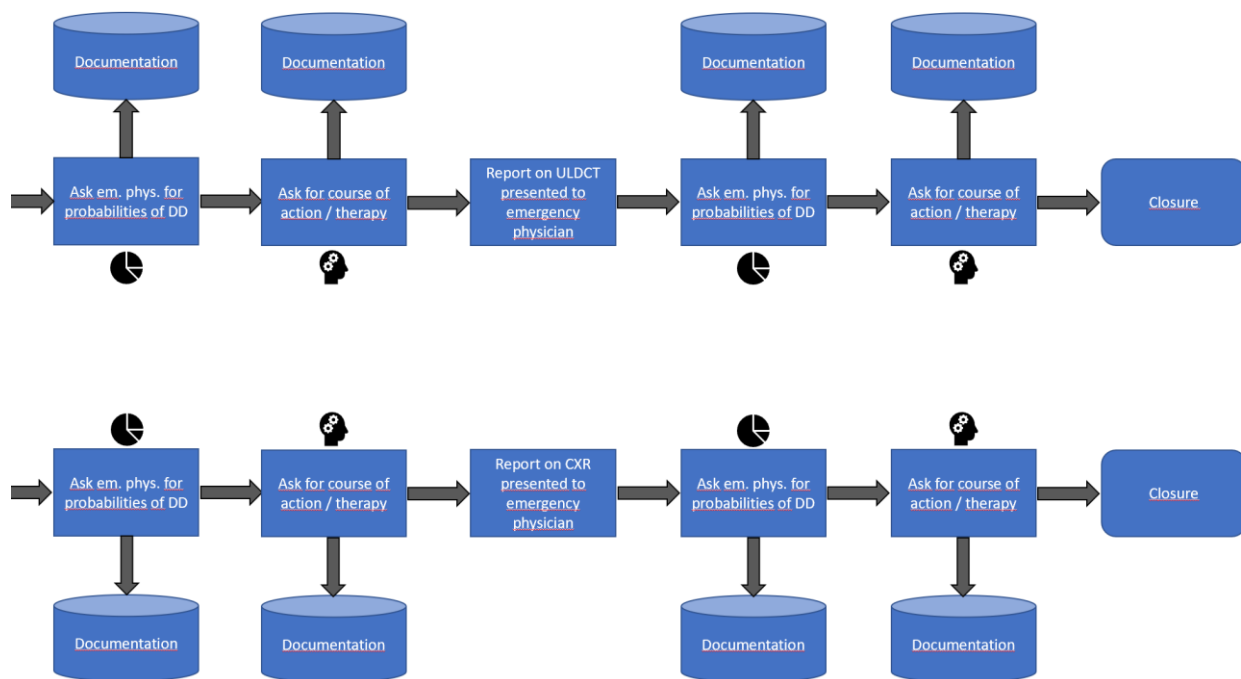 Documentation
Documentation
Documentation
Documentation
Ask em. phys. for
probabilities of DD
Ask for course of
action / therapy
Report on ULDCT
presented to
emergency
physician
Ask em. phys. for
probabilities of DD
Ask for course of
action / therapy
Closure
Ask em. phys. for
probabilities of DD
Ask for course of
action / therapy
Report on CXR
presented to
emergency
physician
Ask em. phys. for
probabilities of DD
Ask for course of
action / therapy
Closure
Documentation
Documentation
Documentation
Documentation